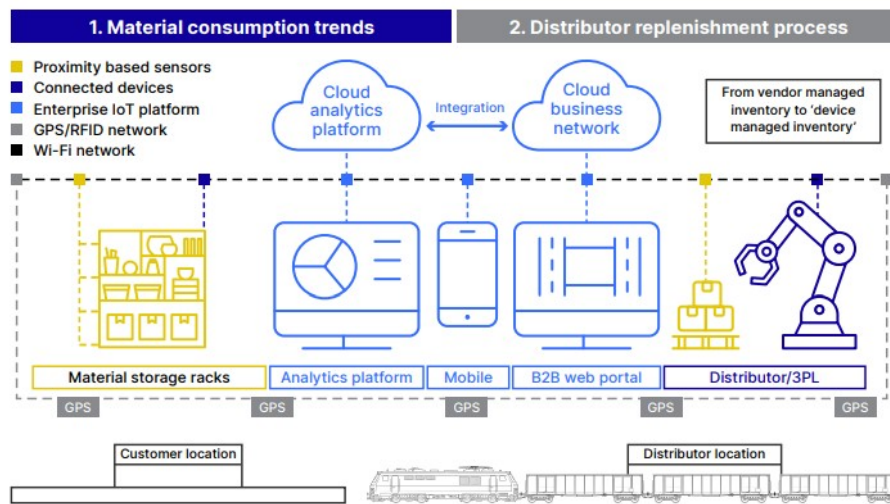 1. Material consumption trends
2. Distributor replenishment process
Proximity based sensors
Connected devices
Enterprise IoT platform
GPS/RFID network
Wi-Fi network
Cloud
analytics
platform
Integration
Cloud
business
network
From vendor managed
inventory to ‘device
managed inventory’
Material storage racks
Analytics platform
Mobile
B2B web portal
Distributor/3PL
GPS
GPS
GPS
GPS
GPS
Customer location
Distributor location